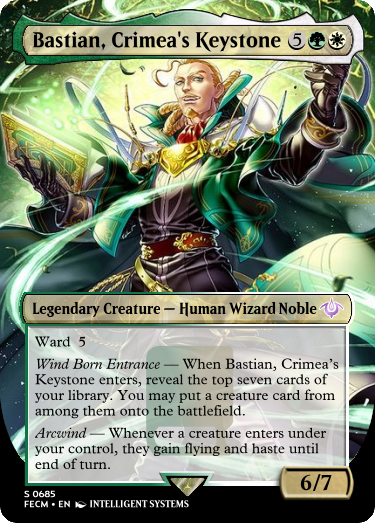 Bastian, Crimea's Keystone 5
Legendary Creature — Human Wizard Noble
Ward 5
Wind Born Entrance — When Bastian, Crimea's
Keystone enters, reveal the top seven cards of
your library. You may put a creature card from
among them onto the battlefield.
Arcwind — Whenever a creature enters under
your control, they gain flying and haste until
end of turn.
6/7
S 0685
FECM • EN INTELLIGENT SYSTEMS